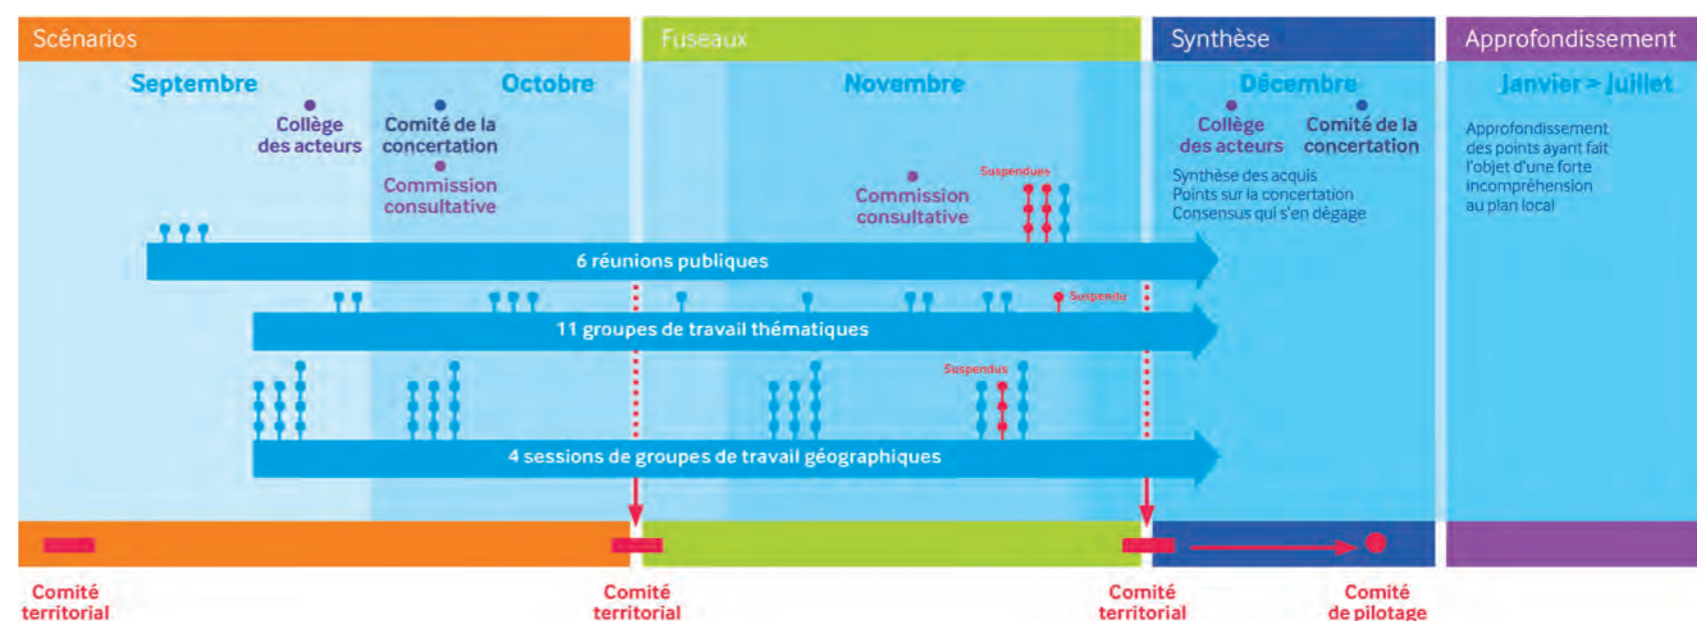 Scénarios
Fuseaux
Synthèse
Approfondissement
Septembre
Octobre
Novembre
Décembre
Janvier > Juillet
Collège
des acteurs
Comité de la
concertation
Commission
consultative
Commission
consultative
Suspendues
Collège
des acteurs
Comité de la
concertation
Synthèse des acquis
Points sur la concertation
Consensus qui s'en dégage
Approfondissement
des points ayant fait
l'objet d'une forte
incompréhension
au plan local
6 réunions publiques
Suspendu
11 groupes de travail thématiques
Suspendus
4 sessions de groupes de travail géographiques
Comité
territorial
Comité
territorial
Comité
territorial
Comité
de pilotage